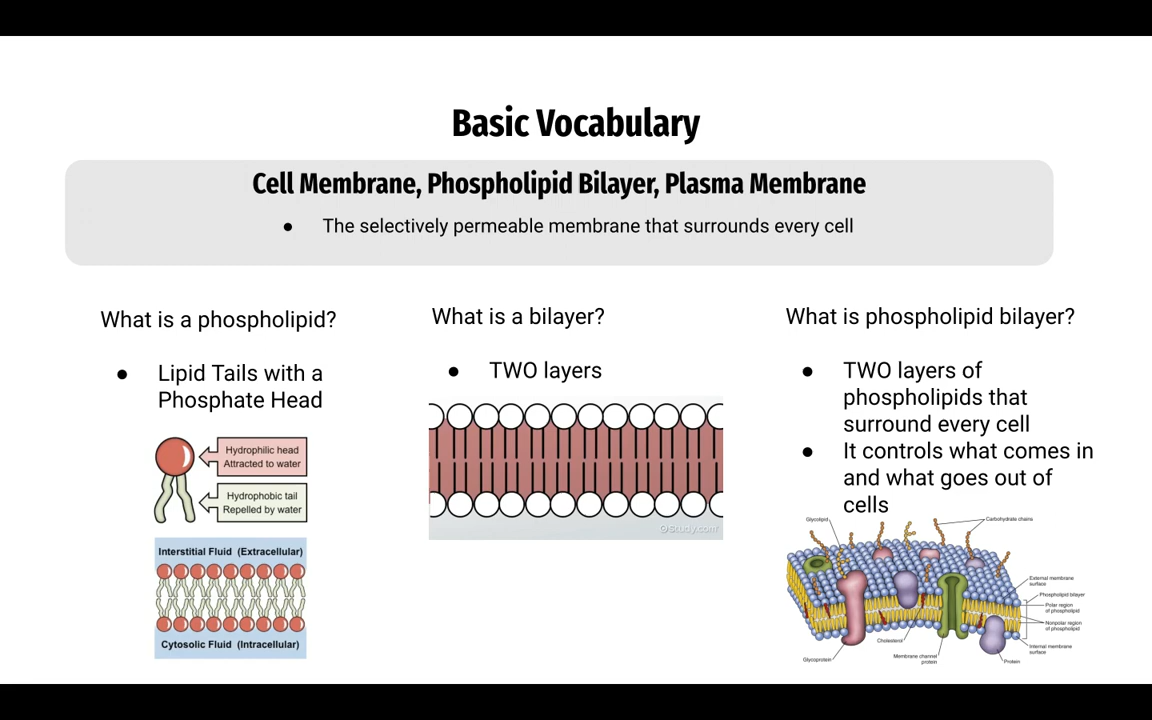 Basic Vocabulary
Cell Membrane, Phospholipid Bilayer, Plasma Membrane
● The selectively permeable membrane that surrounds every cell
What is a phospholipid?
● Lipid Tails with a
Phosphate Head
Hydrophilic head
Attracted to water
Hydrophobic tail
Repelled by water
Interstitial Fluid (Extracellular)
Cytosolic Fluid (Intracellular)
What is a bilayer?
● TWO layers
©Study.com
What is phospholipid bilayer?
● TWO layers of
phospholipids that
surround every cell
● It controls what comes in
and what goes out of
cells
Glycolipid
Carbohydrate chains
External membrane
surface
Phospholipid bilayer
Polar region
of phospholipid
Nonpolar region
of phospholipid
Internal membrane
surface
Cholesterol
Glycoprotein
Membrane channel
protein
Protein